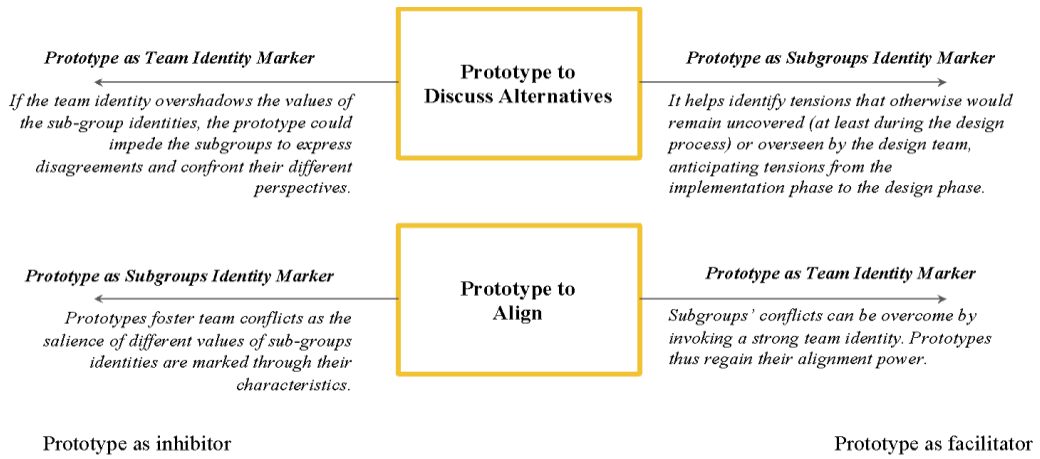 Prototype as Team Identity Marker
If the team identity overshadows the values of
the sub-group identities, the prototype could
impede the subgroups to express
disagreements and confront their different
perspectives.
Prototype to
Discuss Alternatives
Prototype as Subgroups Identity Marker
It helps identify tensions that otherwise would
remain uncovered (at least during the design
process) or overseen by the design team,
anticipating tensions from the
implementation phase to the design phase.
Prototype as Subgroups Identity Marker
Prototypes foster team conflicts as the
salience of different values of sub-groups
identities are marked through their
characteristics.
Prototype to
Align
Prototype as Team Identity Marker
Subgroups’ conflicts can be overcome by
invoking a strong team identity. Prototypes
thus regain their alignment power.
Prototype as inhibitor
Prototype as facilitator